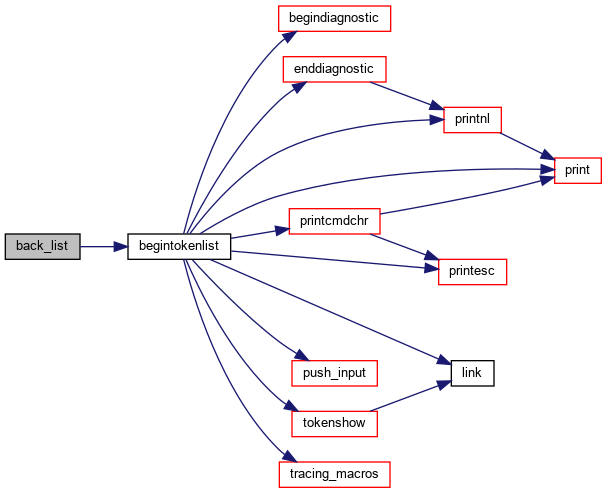 begindiagnostic
enddiagnostic
printnl
print
printcmdchr
back_list
begintokenlist
printesc
push_input
link
tokenshow
tracing_macros